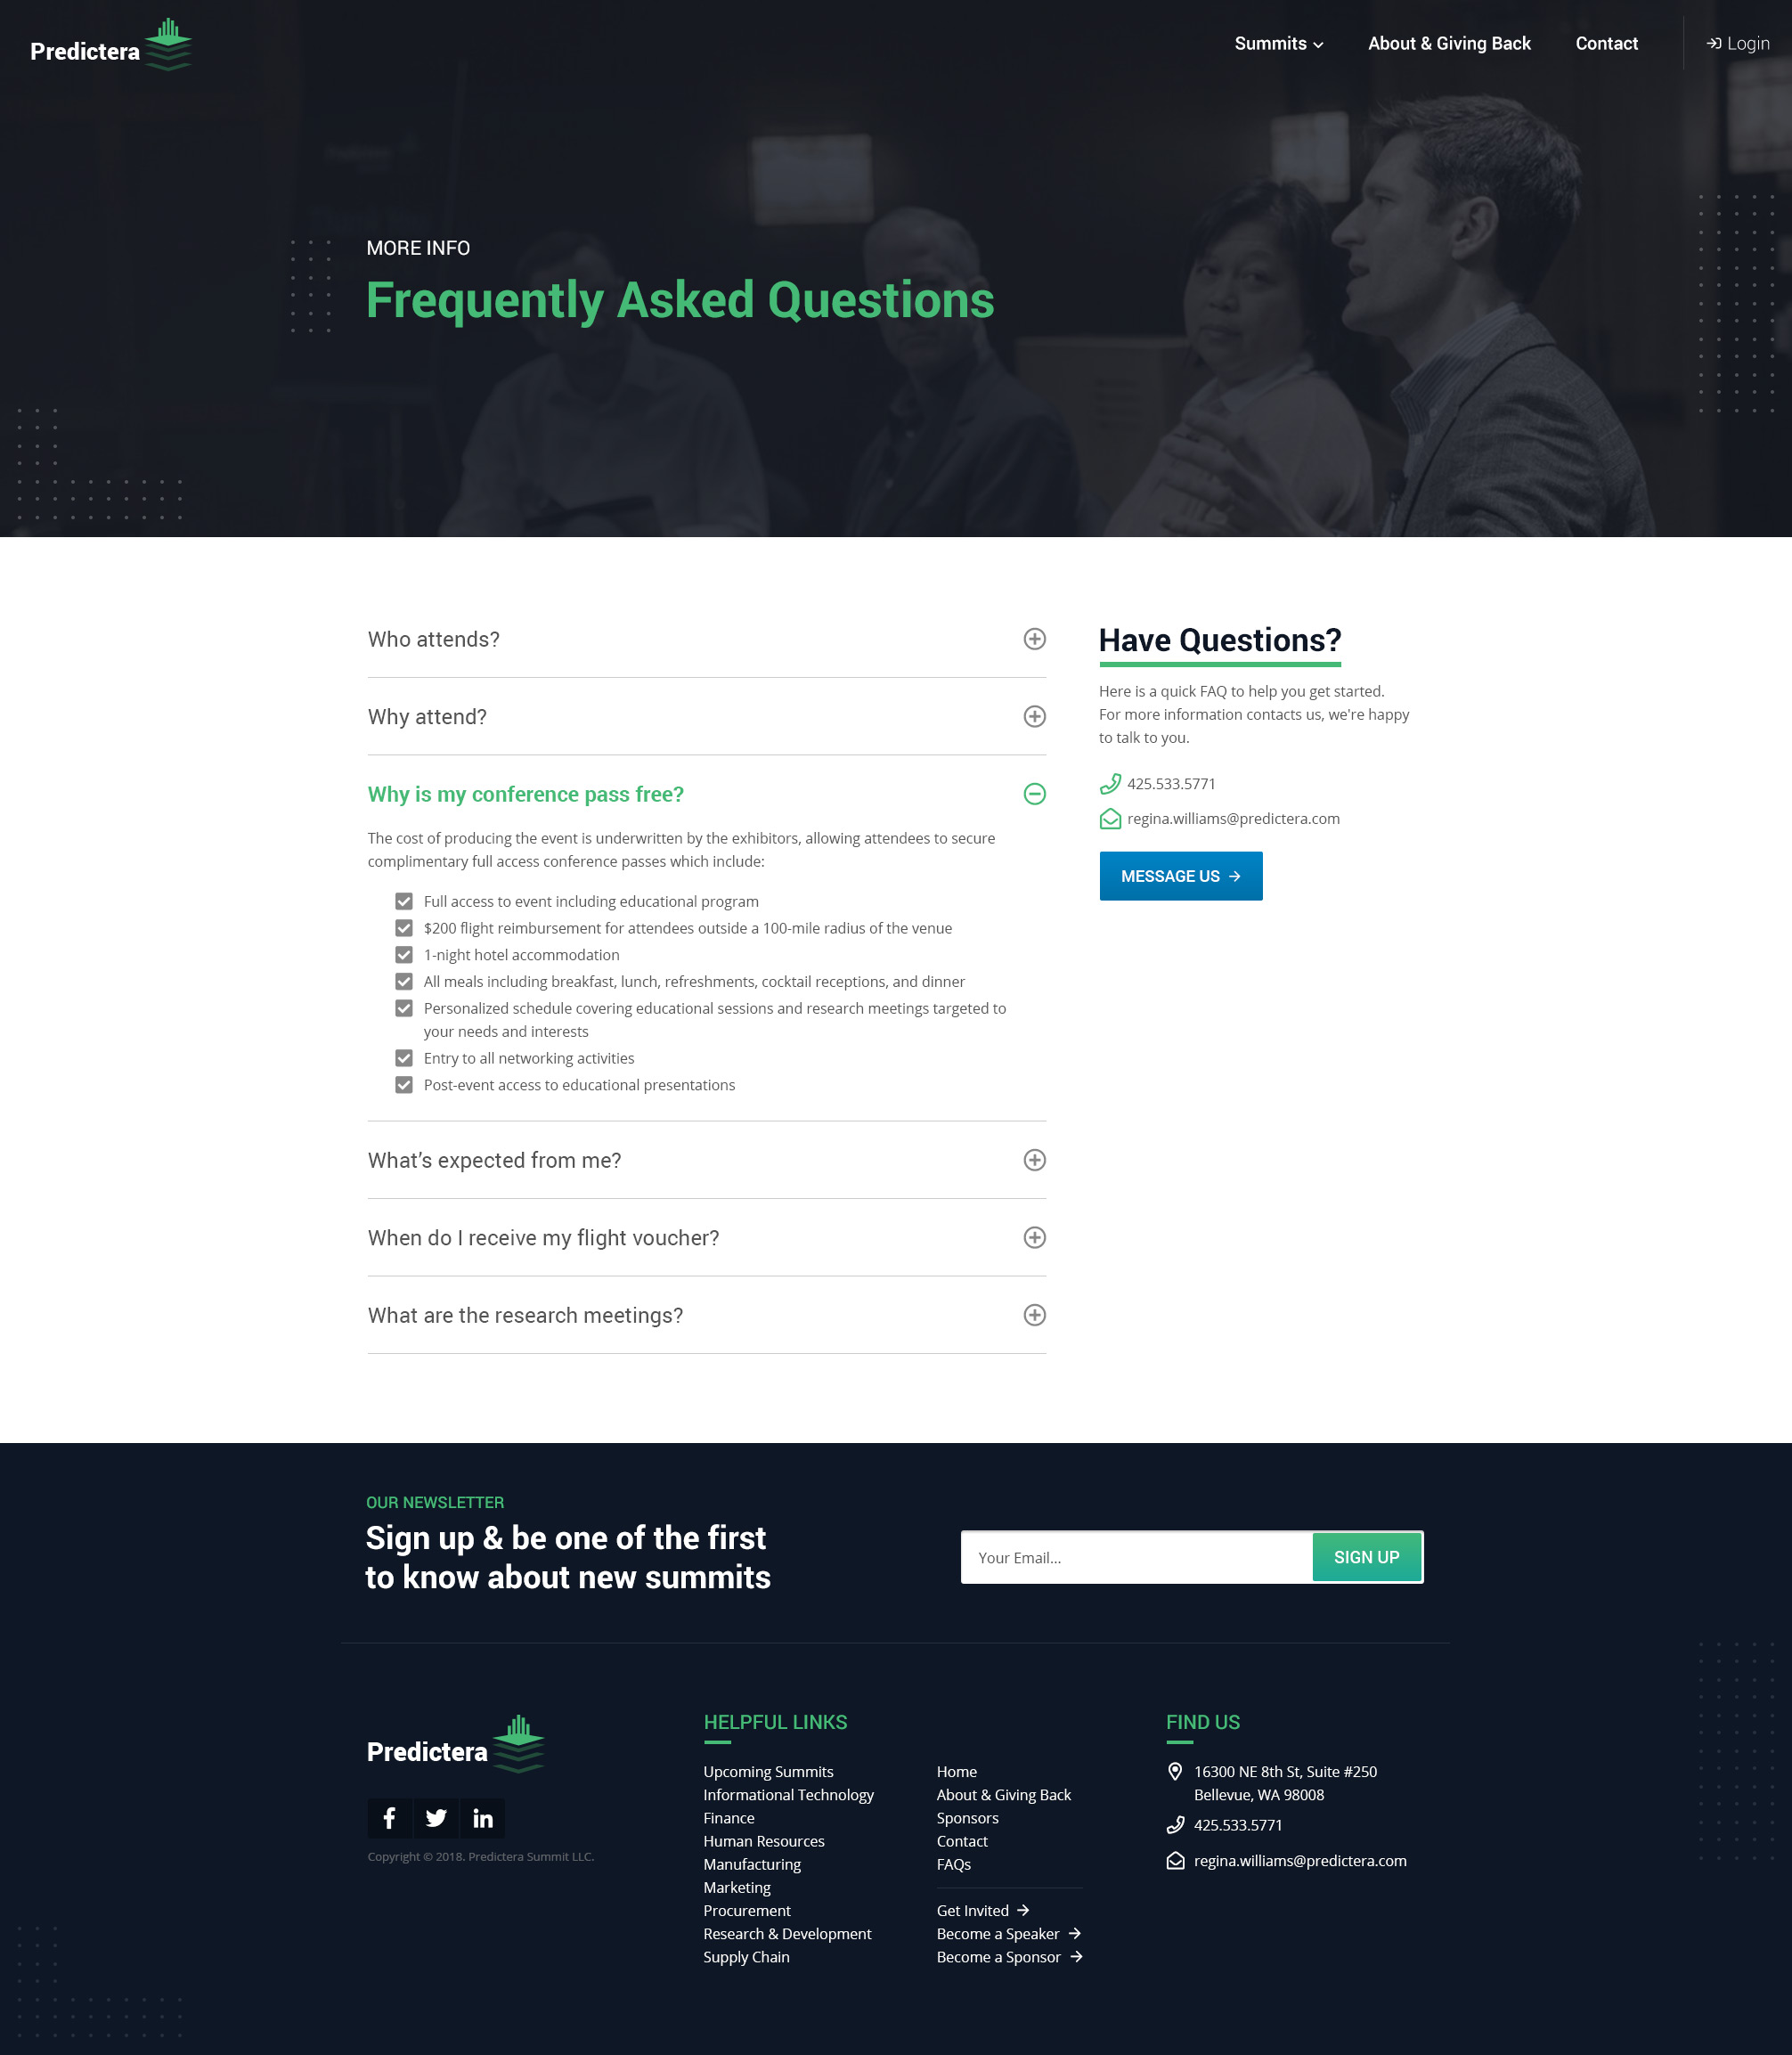 Predictera
Summits
About & Giving Back
Contact
Login
MORE INFO
Frequently Asked Questions
Who attends?
Why attend?
Why is my conference pass free?
The cost of producing the event is underwritten by the exhibitors, allowing attendees to secure
complimentary full access conference passes which include:
Full access to event including educational program
$200 flight reimbursement for attendees outside a 100-mile radius of the venue
1-night hotel accommodation
All meals including breakfast, lunch, refreshments, cocktail receptions, and dinner
Personalized schedule covering educational sessions and research meetings targeted to
your needs and interests
Entry to all networking activities
Post-event access to educational presentations
What’s expected from me?
When do I receive my flight voucher?
What are the research meetings?
Have Questions?
Here is a quick FAQ to help you get started.
For more information contacts us, we're happy
to talk to you.
425.533.5771
regina.williams@predictera.com
MESSAGE US
OUR NEWSLETTER
Sign up & be one of the first
to know about new summits
Your Email...
SIGN UP
Predictera
Copyright © 2018. Predictera Summit LLC.
HELPFUL LINKS
Upcoming Summits
Informational Technology
Finance
Human Resources
Manufacturing
Marketing
Procurement
Research & Development
Supply Chain
Home
About & Giving Back
Sponsors
Contact
FAQs
Get Invited
Become a Speaker
Become a Sponsor
FIND US
16300 NE 8th St, Suite #250
Bellevue, WA 98008
425.533.5771
regina.williams@predictera.com